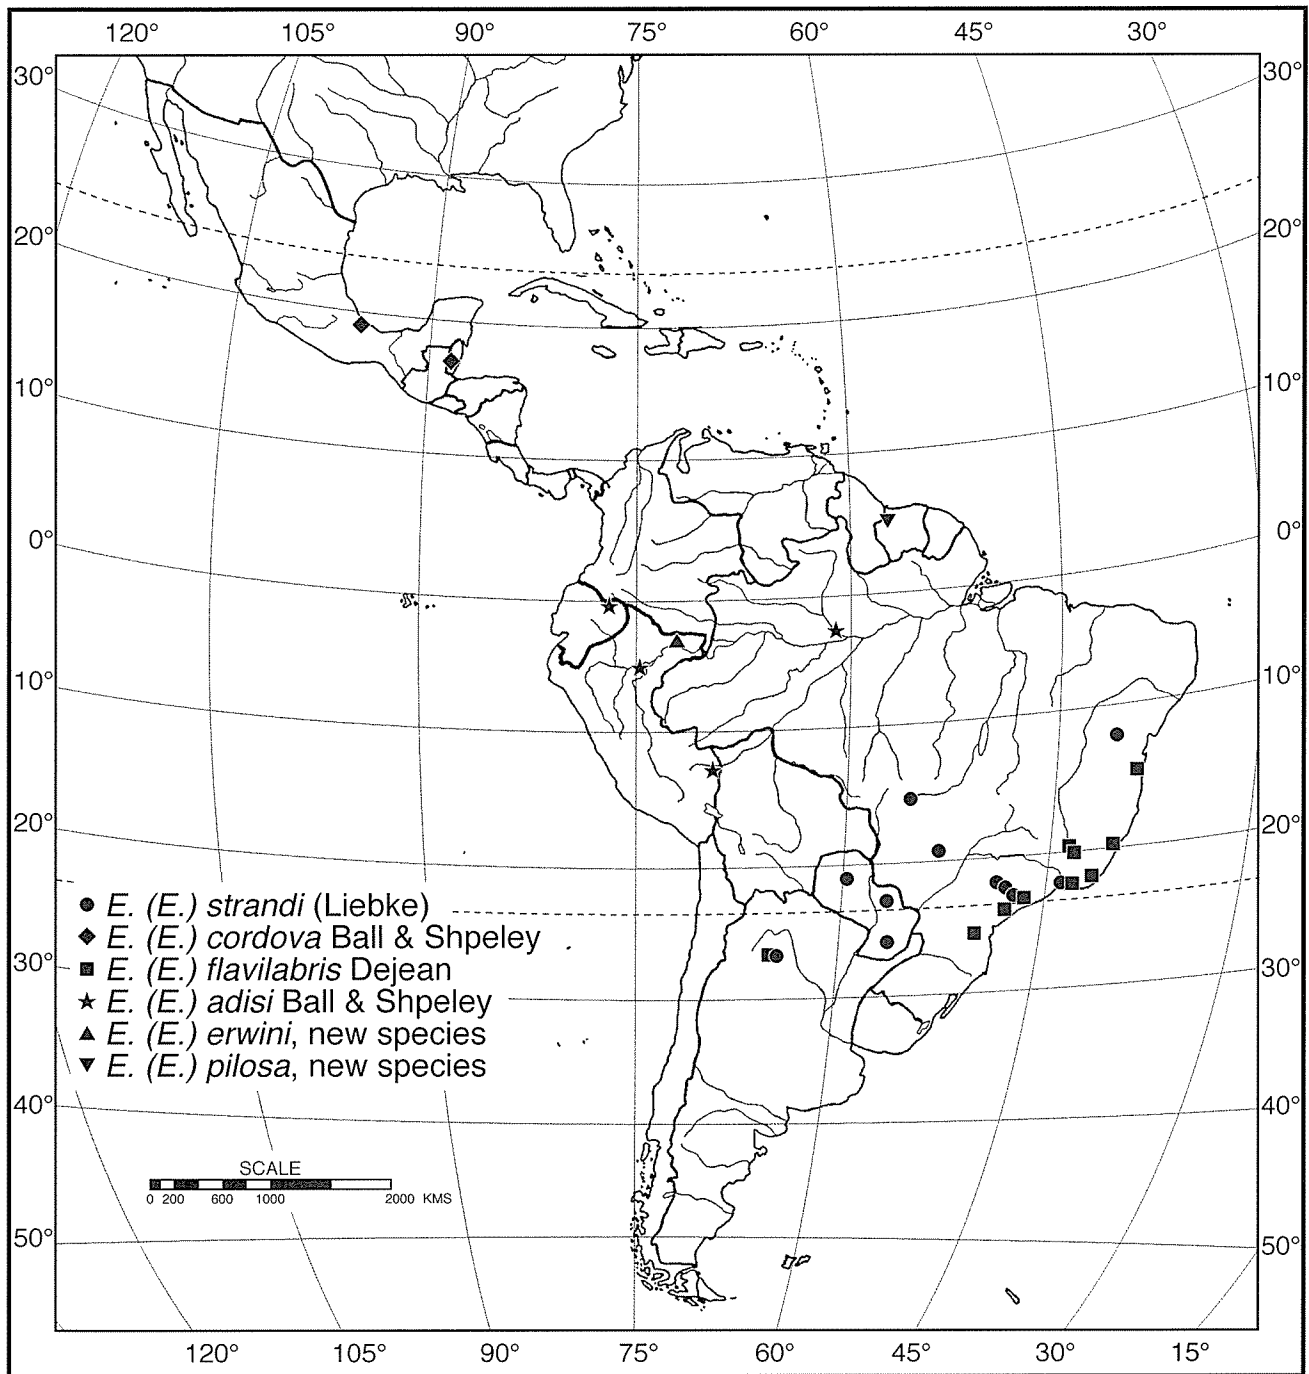 120° 105° 90° 75° 60° 45° 30°
30° 30°
20° 20°
10° 10°
0° 0°
10° 10°
20° 20°
E. (E.) strandi (Liebke)
E. (E.) cordova Ball & Shpeley
30° E. (E.) flavilabris Dejean 30°
E. (E.) adisi Ball & Shpeley
E. (E.) erwini, new species
E. (E.) pilosa, new species
40° 40°
SCALE
0 200 600 1000 2000 KMS
50° 50°
120° 105° 90° 75° 60° 45° 30° 15°